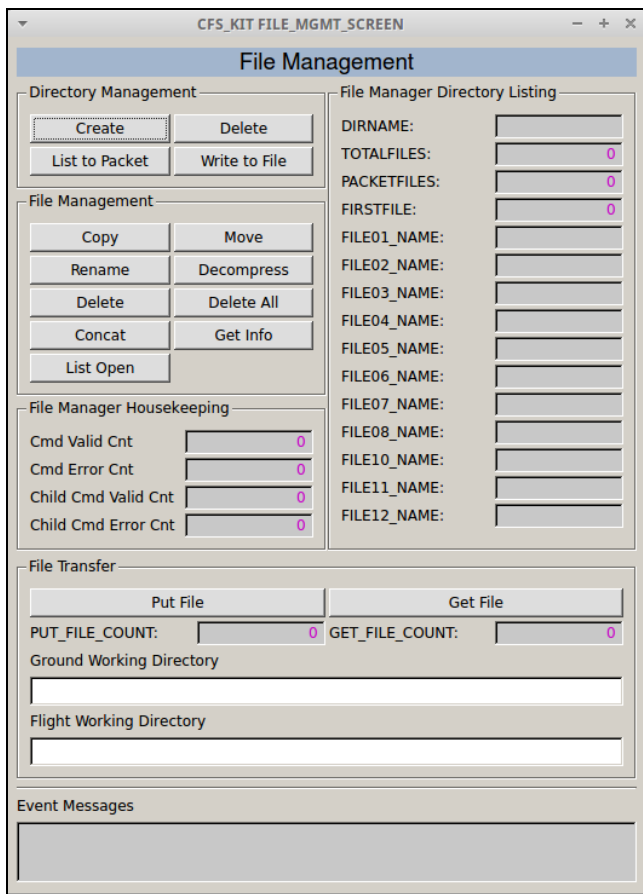 CFS_KIT FILE_MGMT_SCREEN
File Management
Directory Management
Create Delete
List to Packet Write to File
File Management
Copy Move
Rename Decompress
Delete Delete All
Concat Get Info
List Open
File Manager Housekeeping
Cmd Valid Cnt 0
Cmd Error Cnt 0
Child Cmd Valid Cnt 0
Child Cmd Error Cnt 0
File Manager Directory Listing
DIRNAME:
TOTALFILES: 0
PACKETFILES: 0
FIRSTFILE: 0
FILE01_NAME:
FILE02_NAME:
FILE03_NAME:
FILE04_NAME:
FILE05_NAME:
FILE06_NAME:
FILE07_NAME:
FILE08_NAME:
FILE10_NAME:
FILE11_NAME:
FILE12_NAME:
File Transfer
Put File Get File
PUT_FILE_COUNT: 0 GET_FILE_COUNT: 0
Ground Working Directory
Flight Working Directory
Event Messages